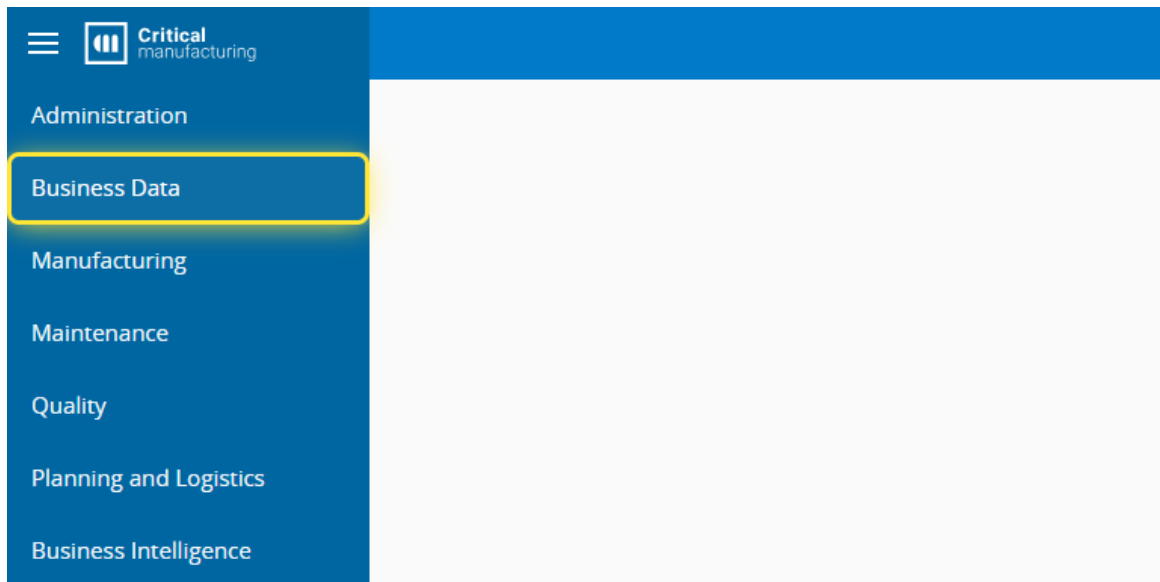 Critical
manufacturing
Administration
Business Data
Manufacturing
Maintenance
Quality
Planning and Logistics
Business Intelligence